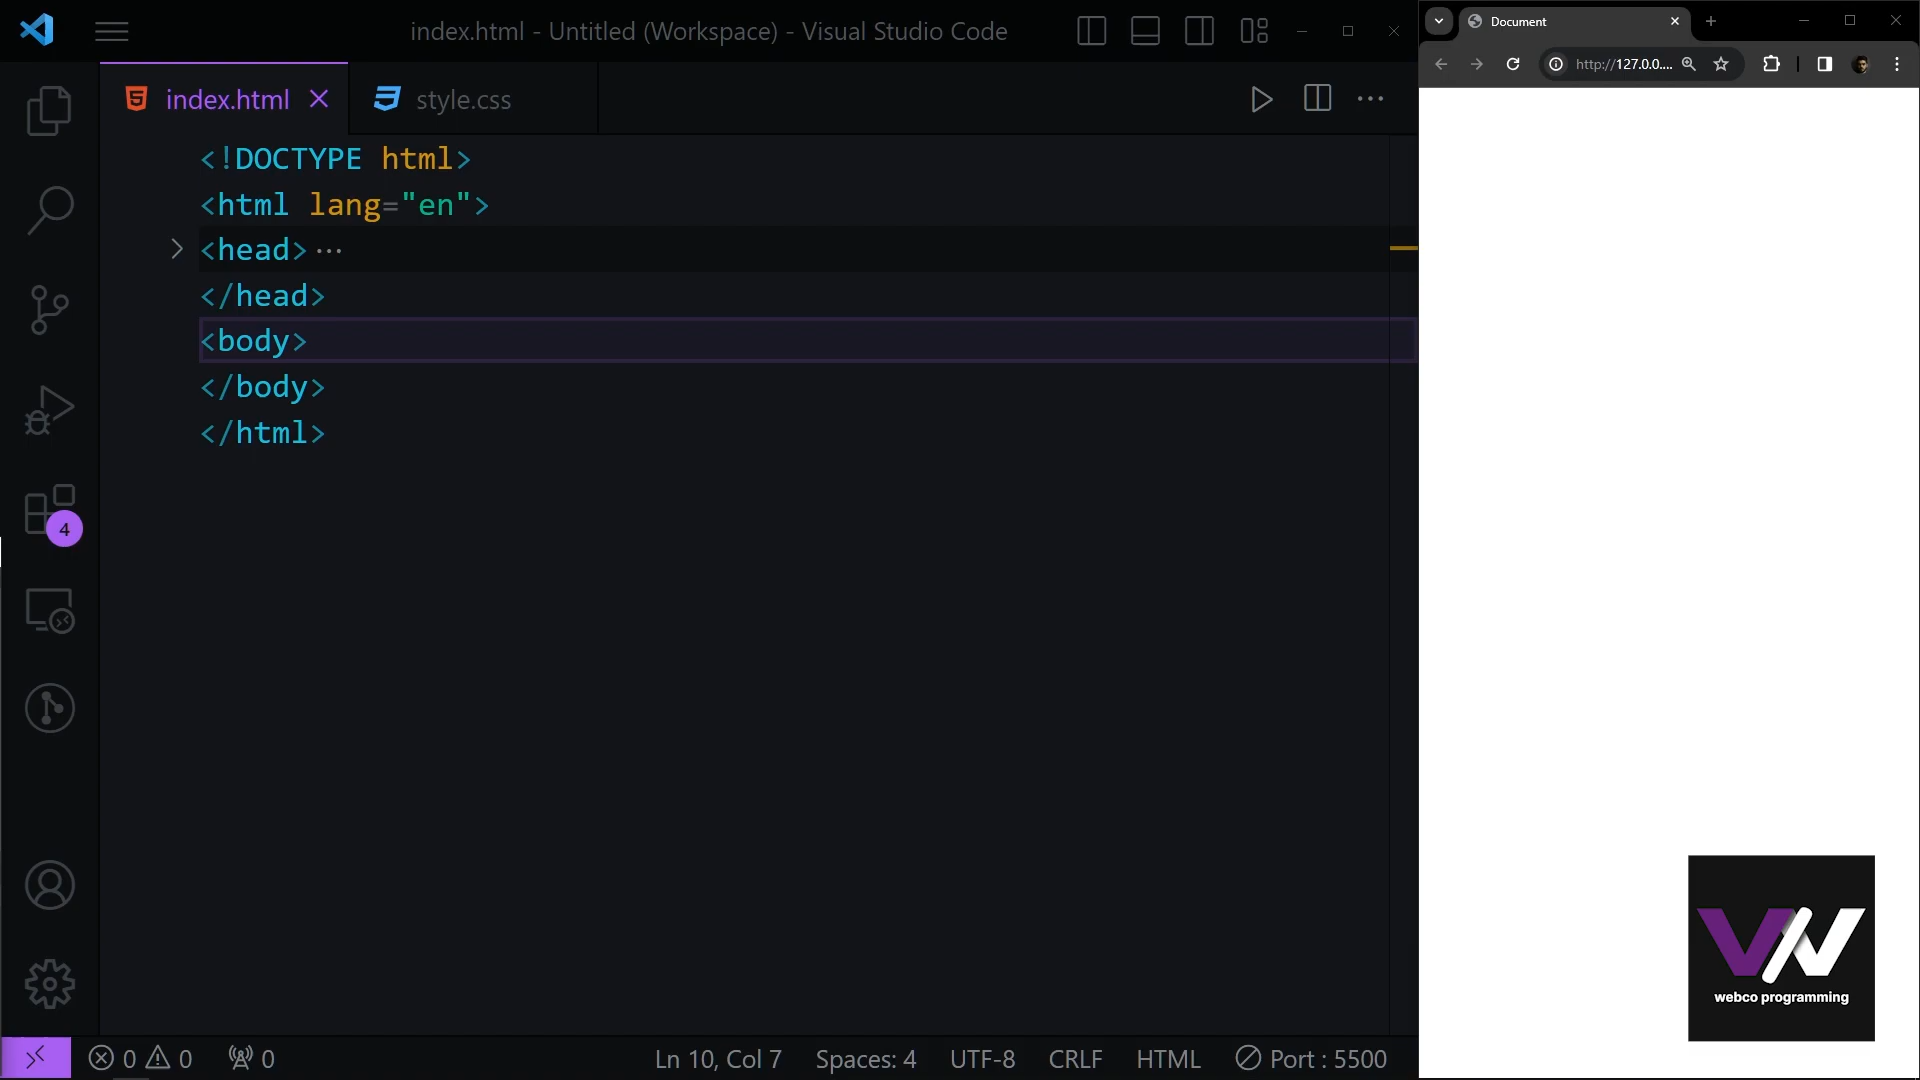 index.html - Untitled (Workspace) - Visual Studio Code
index.html
style.css
<!DOCTYPE html>
<html lang="en">
<head>...
</head>
<body>
</body>
</html>
4
0 0 0
Ln 10, Col 7
Spaces: 4
UTF-8
CRLF
HTML
Port : 5500
Document
http://127.0.0....
webco programming